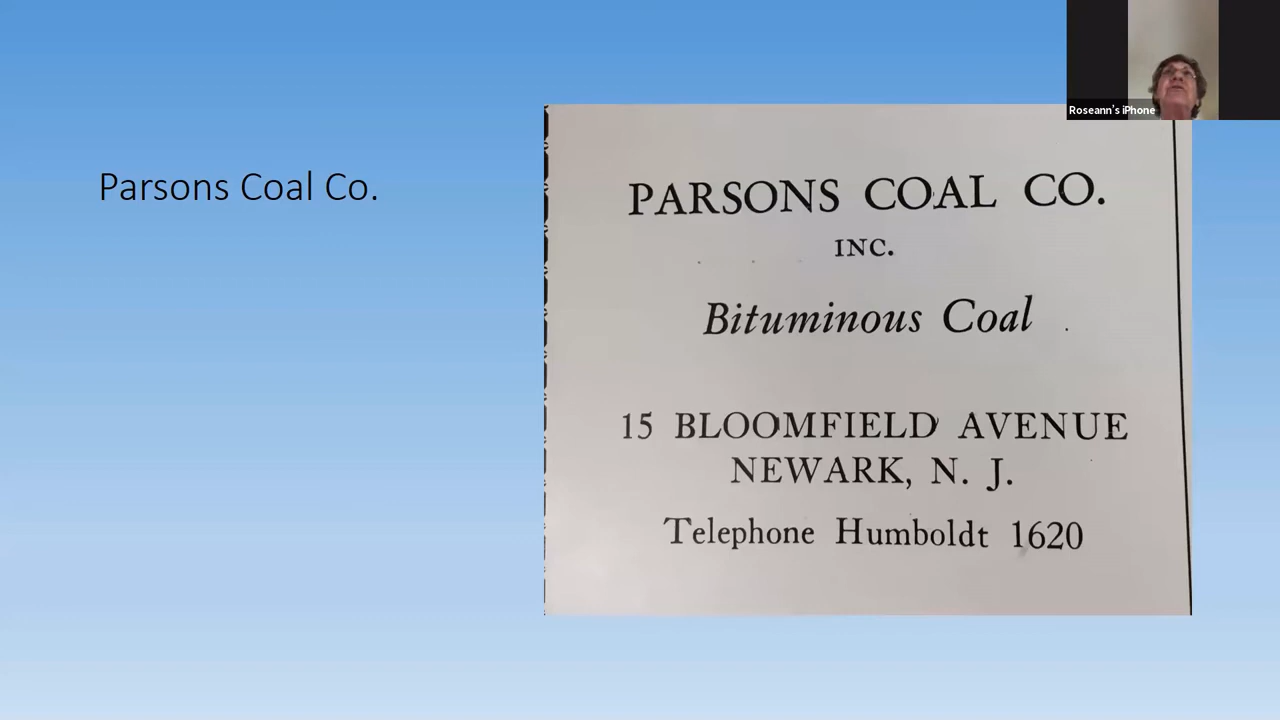 Parsons Coal Co.
Roseann's iPhone
PARSONS COAL CO.
INC.
Bituminous Coal
15 BLOOMFIELD AVENUE
NEWARK, N. J.
Telephone Humboldt 1620